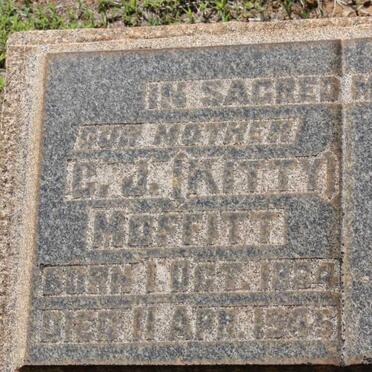 IN SACRED
OUR MOTHER
C. J. (KITTY)
MOFFITT
BORN 1 OCT.
DIED 11 APR